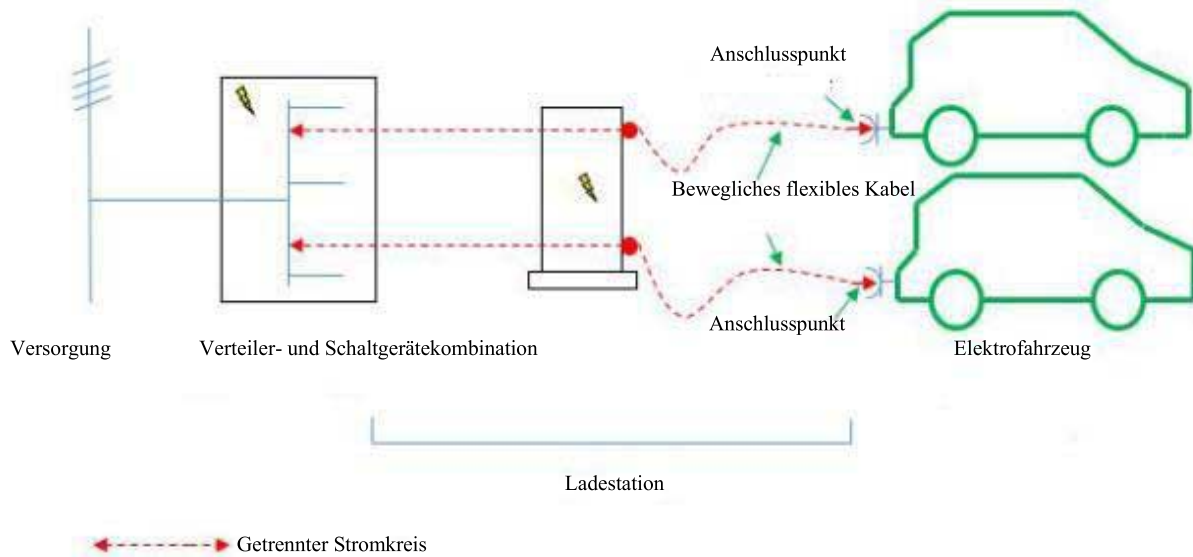 Anschlusspunkt
Bewegliches flexibles Kabel
Anschlusspunkt
Versorgung
Verteiler- und Schaltgerätekombination
Elektrofahrzeug
Ladestation
Getrennter Stromkreis